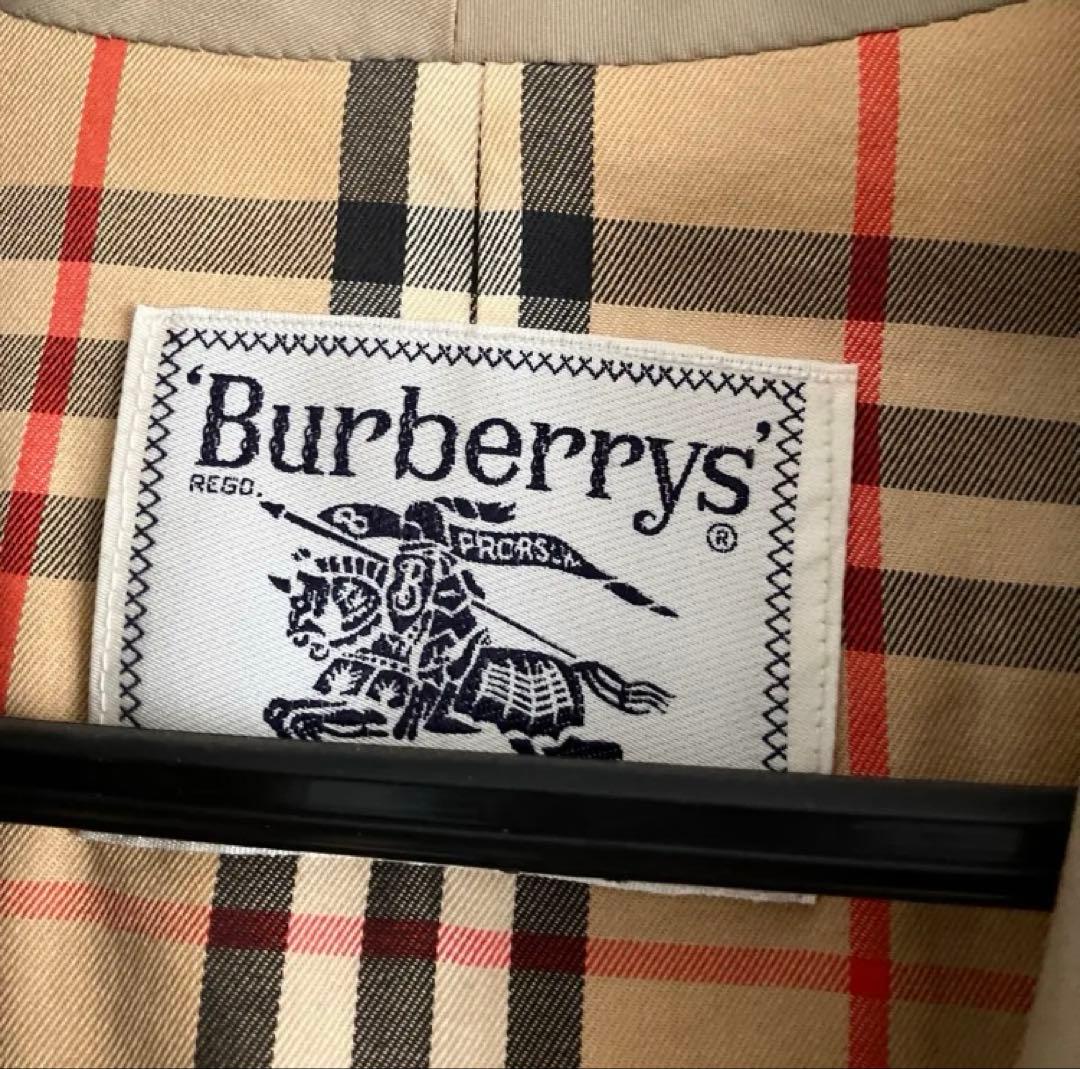 'Burberrys'
REGD.
®
B PRORSUM
B